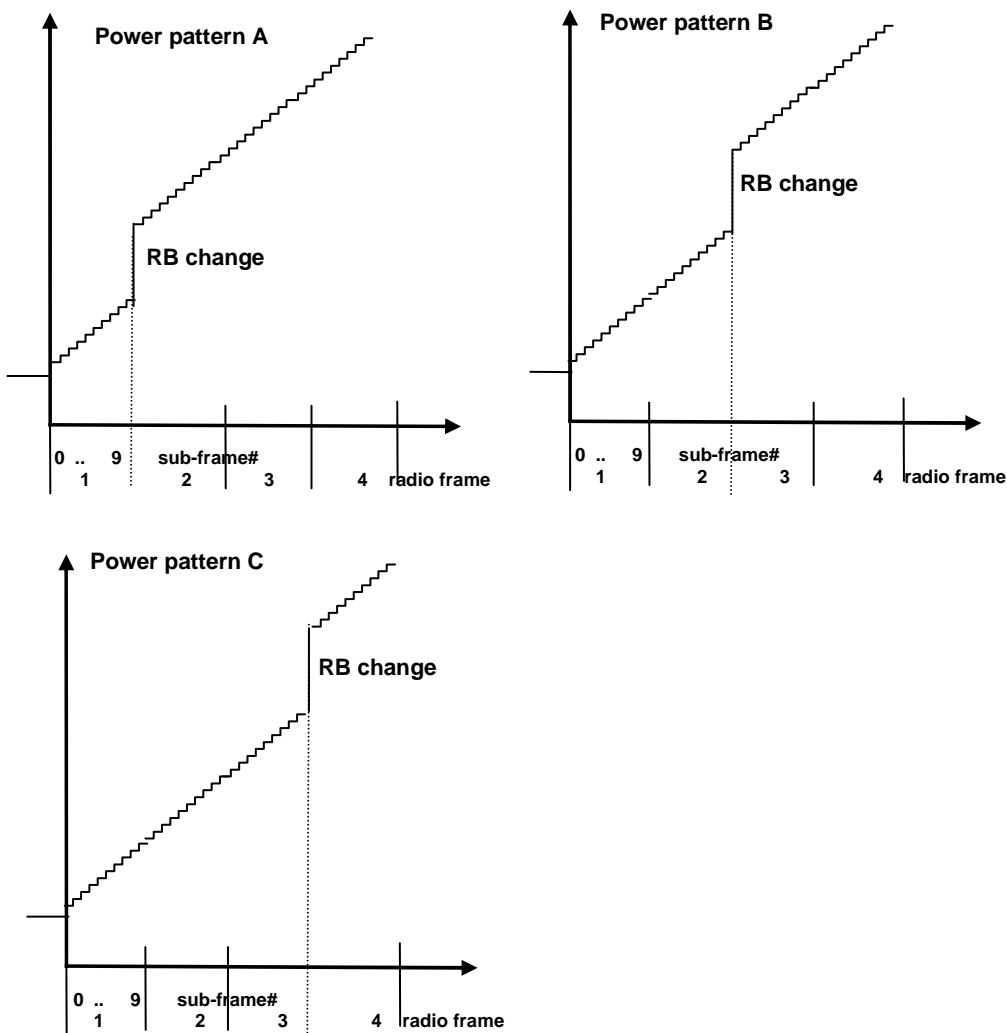 Power pattern A
RB change
0 .. 9 sub-frame#
1 2 3 4 radio frame
Power pattern B
RB change
0 .. 9 sub-frame#
1 2 3 4 radio frame
Power pattern C
RB change
0 .. 9 sub-frame#
1 2 3 4 radio frame